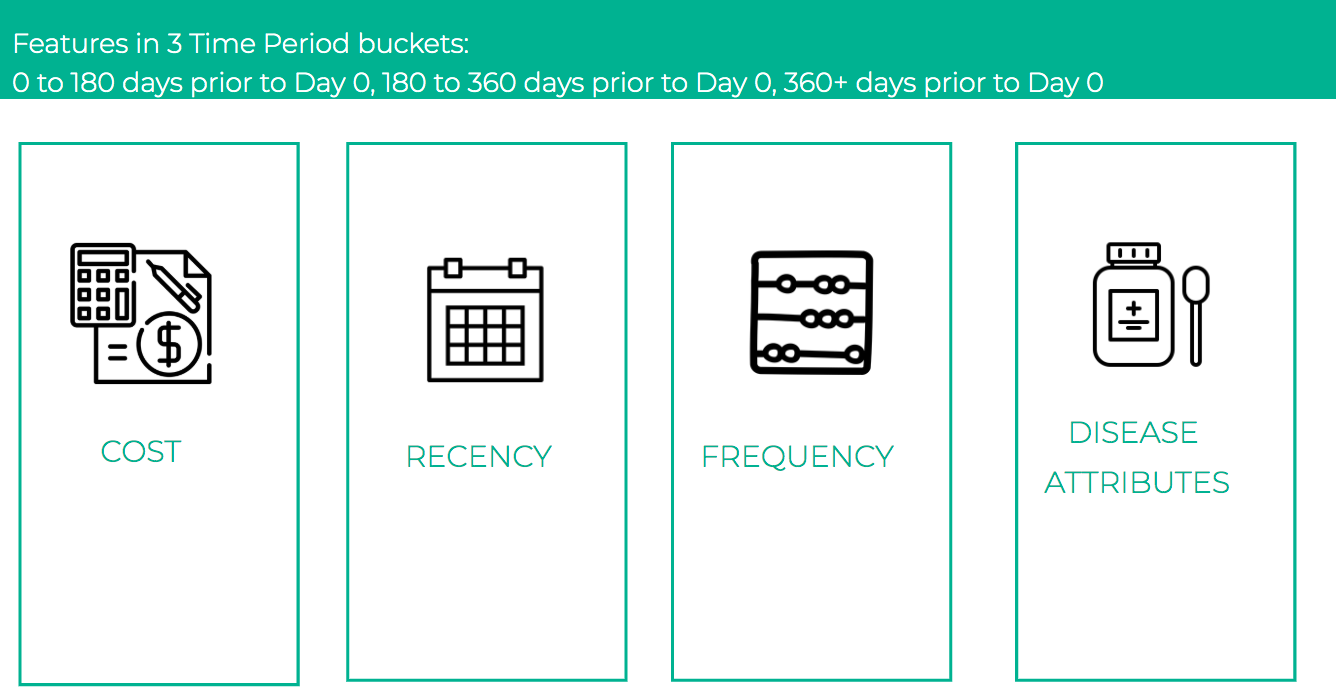 Features in 3 Time Period buckets:
0 to 180 days prior to Day 0, 180 to 360 days prior to Day 0, 360+ days prior to Day 0
COST
RECENCY
FREQUENCY
DISEASE
ATTRIBUTES